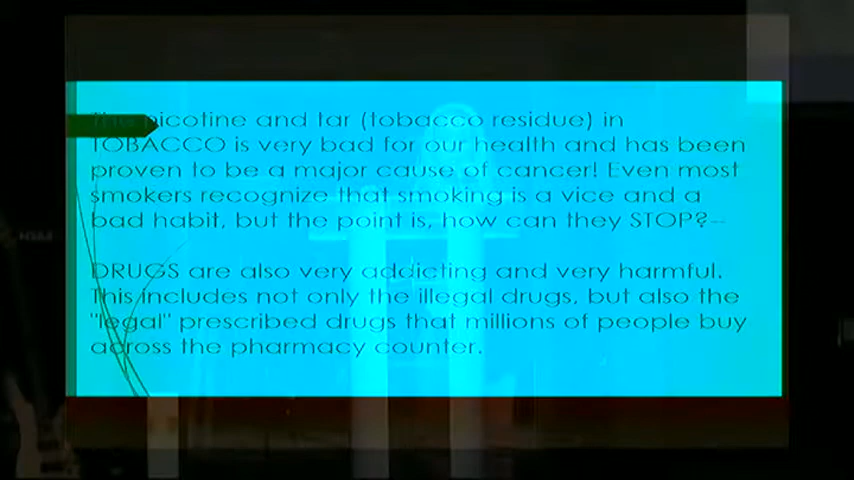 The nicotine and tar (tobacco residue) in
TOBACCO is very bad for our health and has been
proven to be a major cause of cancer! Even most
smokers recognize that smoking is a vice and a
bad habit, but the point is, how can they STOP?--
DRUGS are also very addicting and very harmful.
This includes not only the illegal drugs, but also the
"legal" prescribed drugs that millions of people buy
across the pharmacy counter.